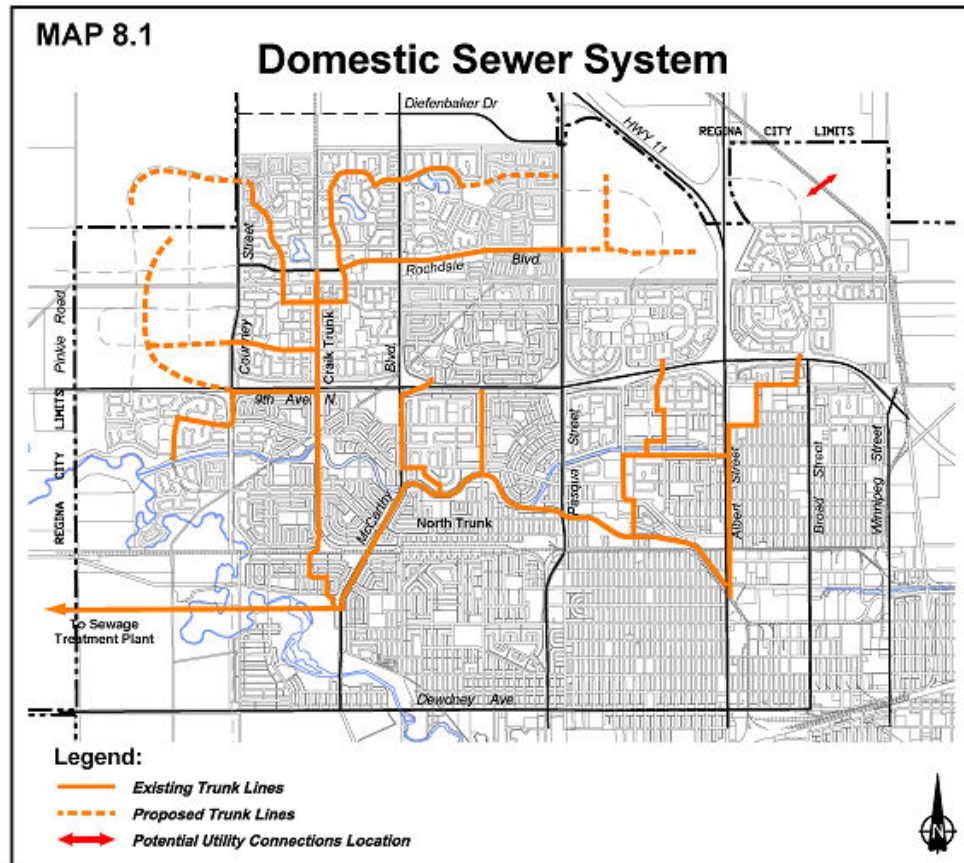 MAP 8.1
Domestic Sewer System
Diefenbaker Dr
HWY 11
REGINA CITY LIMITS
Street
Courtney
Rochdale Blvd.
Pinkie Road
Cralk Trunk
Blvd.
McCarthy
9th Ave. N.
REGINA CITY LIMITS
North Trunk
Pasqua Street
Albert Street
Broad Street
Winnipeg Street
To Sewage
Treatment Plant
Dewdney Ave.
Legend:
Existing Trunk Lines
Proposed Trunk Lines
Potential Utility Connections Location
N